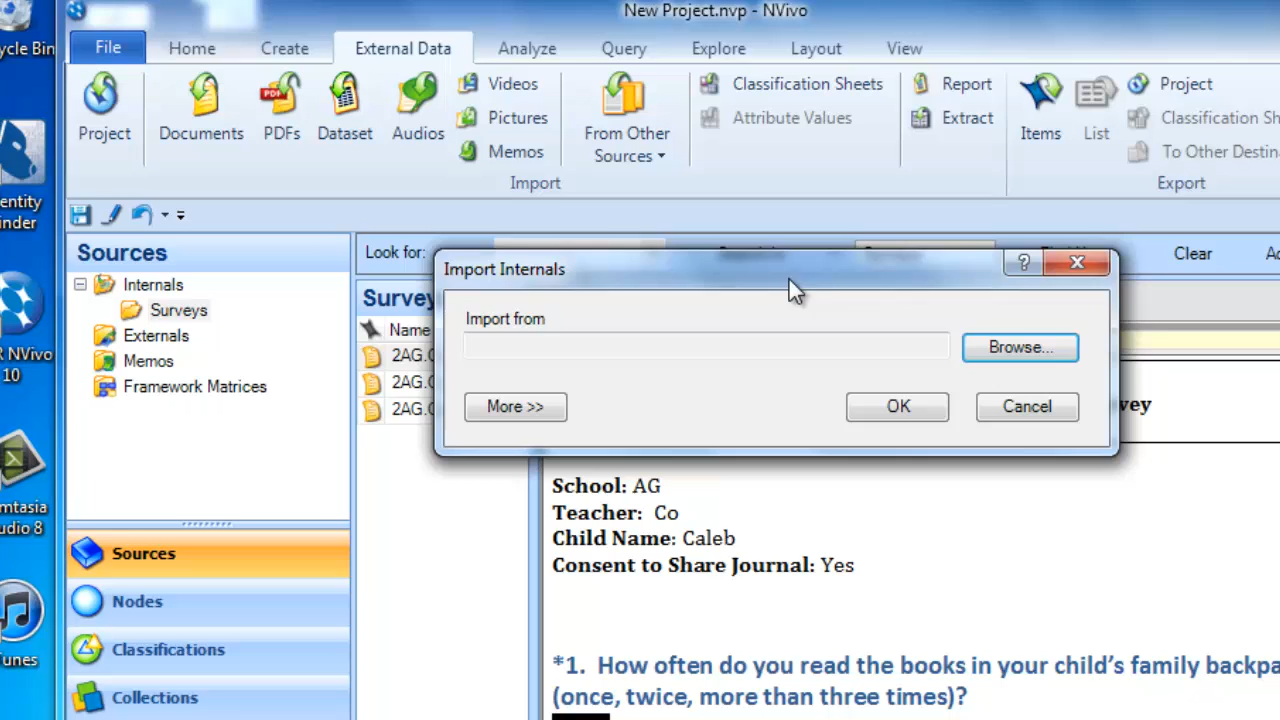 New Project.nvp - NVivo
File Home Create External Data Analyze Query Explore Layout View
Project Documents PDFs Dataset Audios
Videos
Pictures
Memos
From Other
Sources
Classification Sheets
Attribute Values
Report
Extract
Items List
Project
Classification Sh
To Other Destin
Import
Export
ycle Bin
entity
inder
R NVivo
10
mtasia
udio 8
Tunes
Sources
Internals
Surveys
Externals
Memos
Framework Matrices
Sources
Nodes
Classifications
Collections
Look for:
Clear
Survey
Name
2AG.C
2AG.C
2AG.C
Import Internals
Import from
Browse...
More >>
OK
Cancel
vey
School: AG
Teacher: Co
Child Name: Caleb
Consent to Share Journal: Yes
*1. How often do you read the books in your child's family backpa
(once, twice, more than three times)?